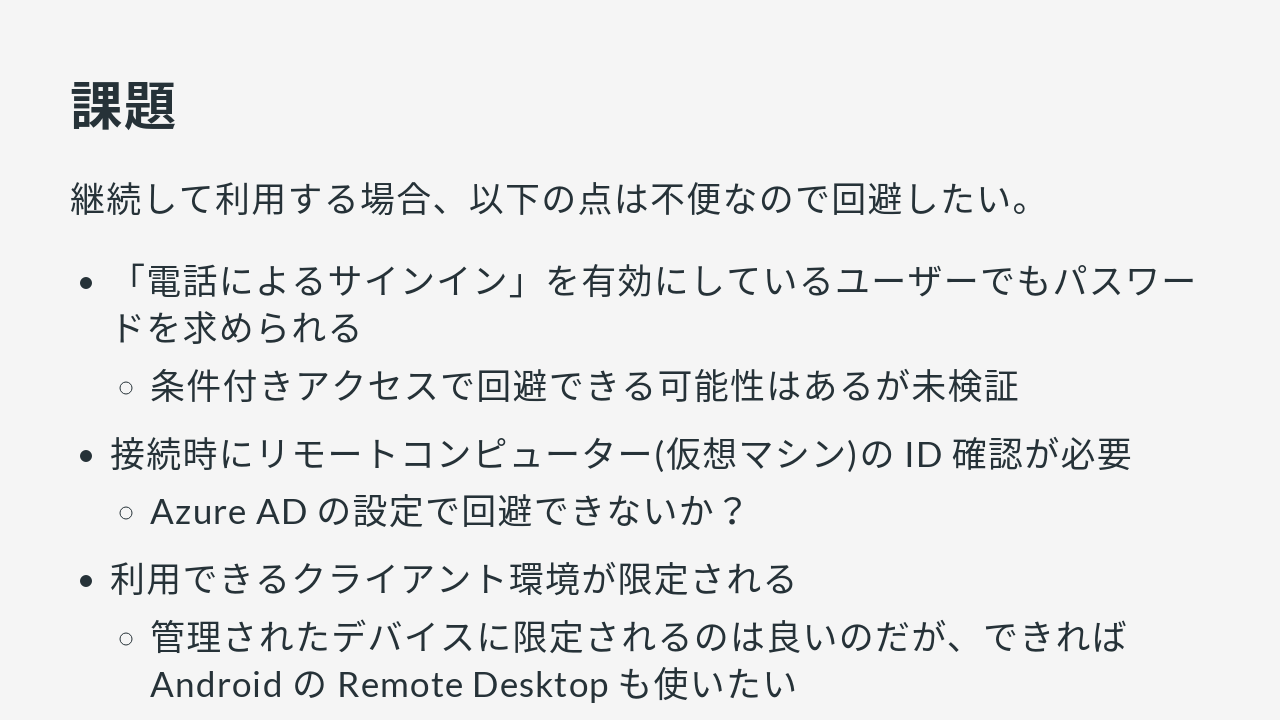 課題
継続して利用する場合、以下の点は不便なので回避したい。
• 「電話によるサインイン」を有効にしているユーザーでもパスワー
ドを求められる
○ 条件付きアクセスで回避できる可能性はあるが未検証
• 接続時にリモートコンピューター(仮想マシン)の ID 確認が必要
○ Azure AD の設定で回避できないか？
• 利用できるクライアント環境が限定される
○ 管理されたデバイスに限定されるのは良いのだが、できれば
Android の Remote Desktop も使いたい